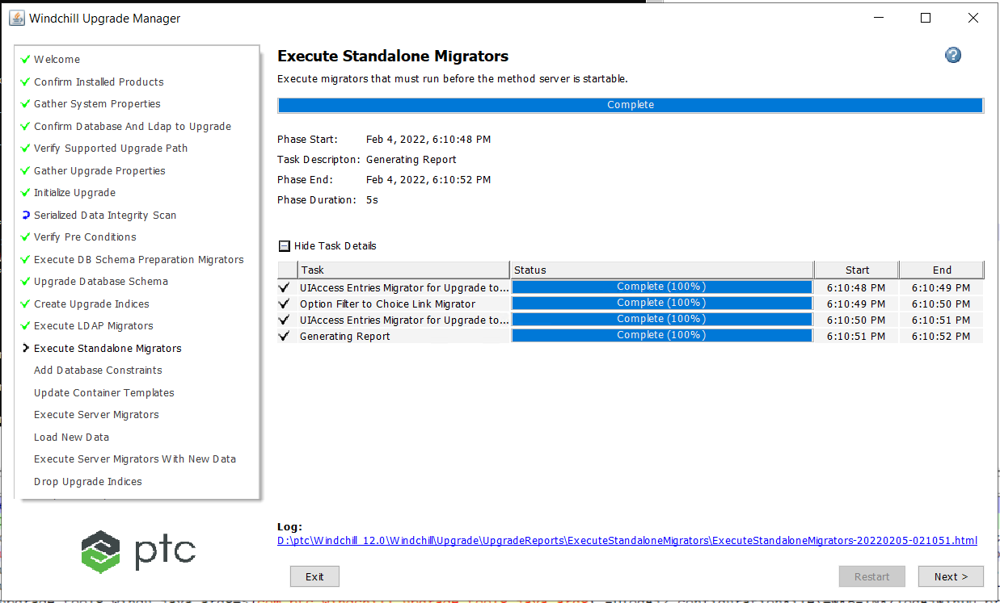 Windchill Upgrade Manager
Welcome
Confirm Installed Products
Gather System Properties
Confirm Database And Ldap to Upgrade
Verify Supported Upgrade Path
Gather Upgrade Properties
Initialize Upgrade
Serialized Data Integrity Scan
Verify Pre Conditions
Execute DB Schema Preparation Migrators
Upgrade Database Schema
Create Upgrade Indices
Execute LDAP Migrators
Execute Standalone Migrators
Add Database Constraints
Update Container Templates
Execute Server Migrators
Load New Data
Execute Server Migrators With New Data
Drop Upgrade Indices
ptc
Execute Standalone Migrators
?
Execute migrators that must run before the method server is startable.
Complete
Phase Start: Feb 4, 2022, 6:10:48 PM
Task Descripton: Generating Report
Phase End: Feb 4, 2022, 6:10:52 PM
Phase Duration: 5s
Hide Task Details
Task Status Start End
UIAccess Entries Migrator for Upgrade to... Complete (100%) 6:10:48 PM 6:10:49 PM
Option Filter to Choice Link Migrator Complete (100%) 6:10:49 PM 6:10:50 PM
UIAccess Entries Migrator for Upgrade to... Complete (100%) 6:10:50 PM 6:10:51 PM
Generating Report Complete (100%) 6:10:51 PM 6:10:52 PM
Log:
D:\ptc\Windchill_12.0\Windchill\Upgrade\UpgradeReports\ExecuteStandaloneMigrators\ExecuteStandaloneMigrators-20220205-021051.html
Exit Restart Next >